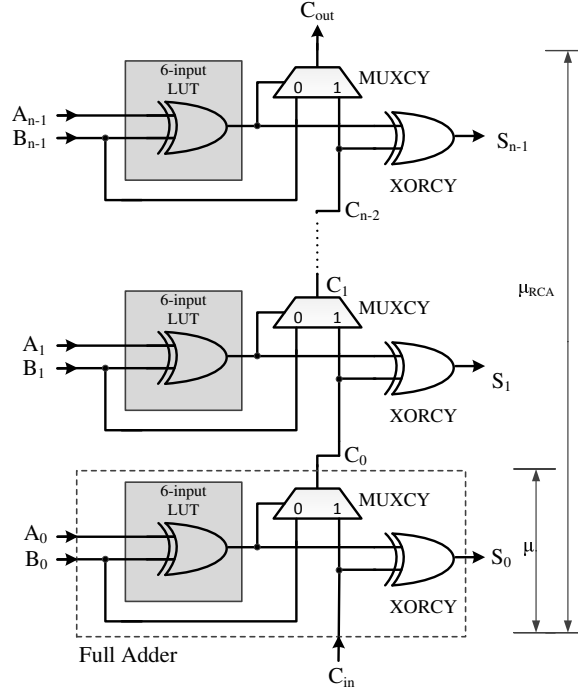 C_out
6-input
LUT
0 1
MUXCY
A_n-1
B_n-1
S_n-1
XORCY
C_n-2
μ_RCA
C_1
6-input
LUT
0 1
MUXCY
A_1
B_1
S_1
XORCY
C_0
6-input
LUT
0 1
MUXCY
A_0
B_0
S_0
μ
XORCY
Full Adder
C_in